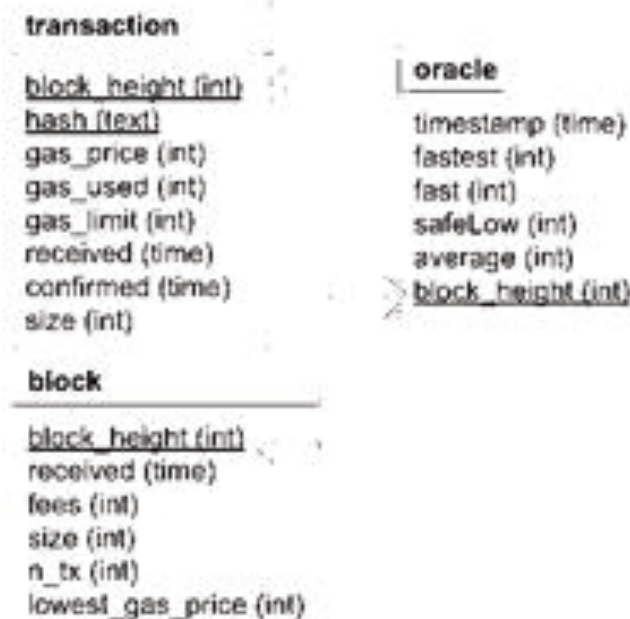 transaction
block_height (int)
hash (text)
gas_price (int)
gas_used (int)
gas_limit (int)
received (time)
confirmed (time)
size (int)
oracle
timestamp (time)
fastest (int)
fast (int)
safeLow (int)
average (int)
block_height (int)
block
block_height (int)
received (time)
fees (int)
size (int)
n_tx (int)
lowest_gas_price (int)